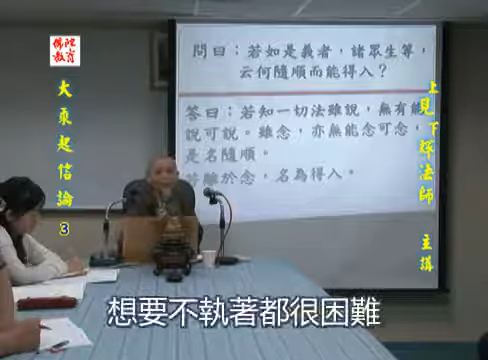 佛陀
教育
大乘起信論
3
問曰：若如是義者，諸眾生等，
云何隨順而能得入？
答曰：若知一切法雖說，無有能
說可說。雖念，亦無能念可念，
是名隨順。
若離於念，名為得入。
上見下輝法師 主講
想要不執著都很困難